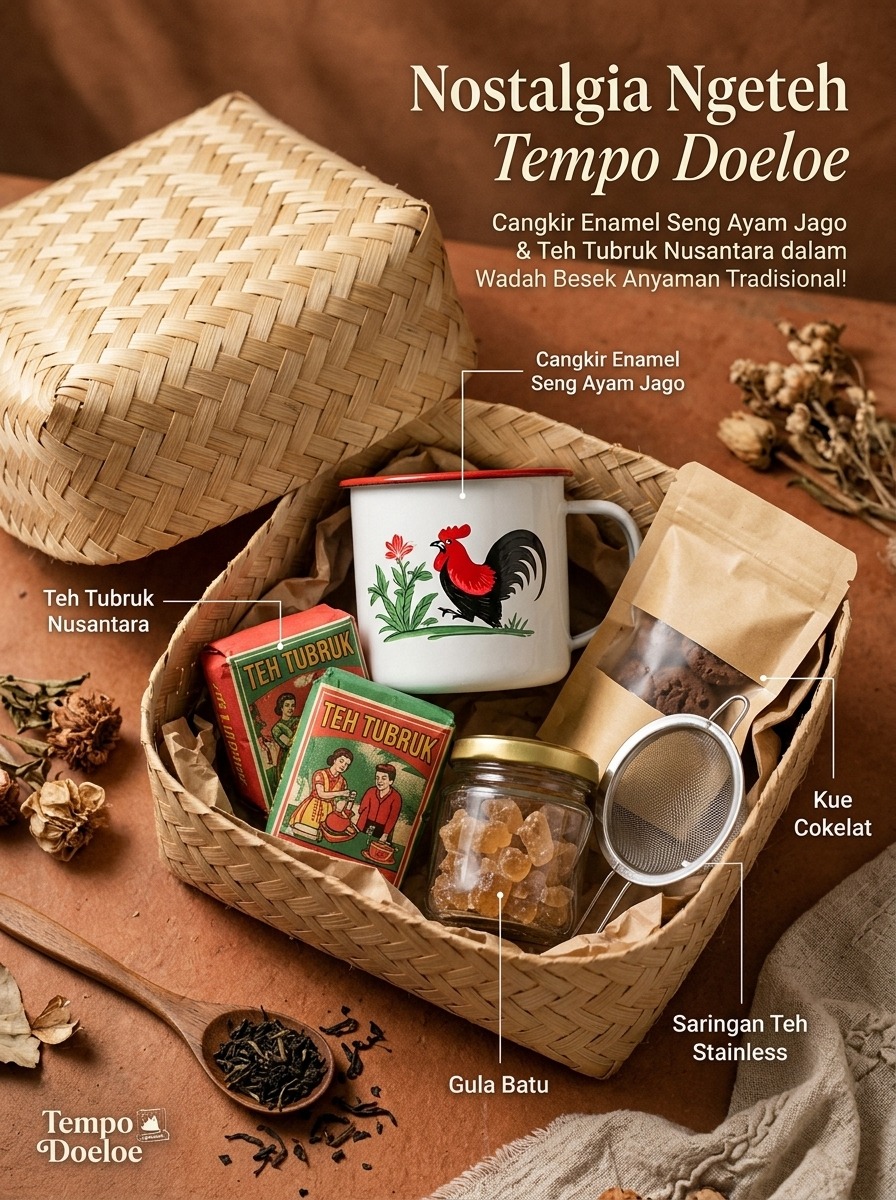 Nostalgia Ngeteh
Tempo Doeloe
Cangkir Enamel Seng Ayam Jago
& Teh Tubruk Nusantara dalam
Wadah Besek Anyaman Tradisional!
Cangkir Enamel
Seng Ayam Jago
Teh Tubruk
Nusantara
TEH TUBRUK
TEH TUBRUK
Kue
Cokelat
Saringan Teh
Stainless
Gula Batu
Tempo
Doeloe